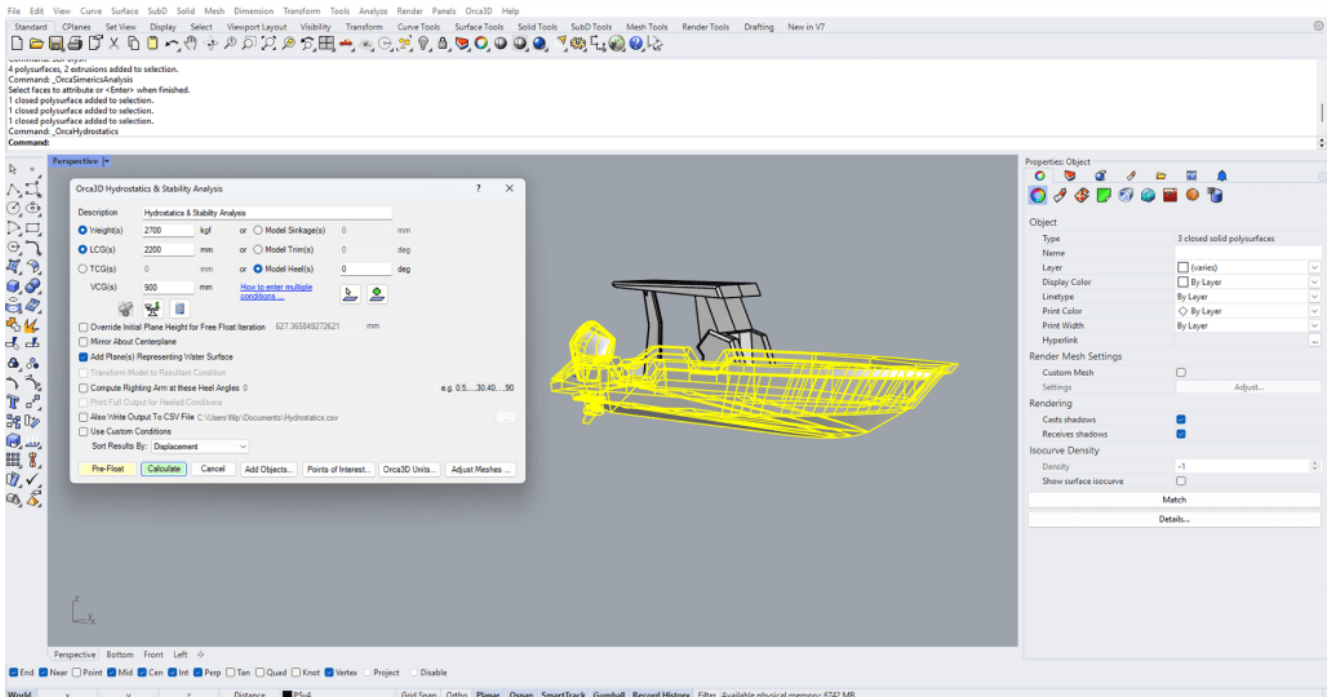 File Edit View Curve Surface SubD Solid Mesh Dimension Transform Tools Analyze Render Panels Orca3D Help
Standard CPlanes Set View Display Select Viewport Layout Visibility Transform Curve Tools Surface Tools Solid Tools SubD Tools Mesh Tools Render Tools Drafting New in V7
4 polysurfaces, 2 extrusions added to selection.
Command: _OrcaSimericsAnalysis
Select faces to attribute or <Enter> when finished.
1 closed polysurface added to selection.
1 closed polysurface added to selection.
1 closed polysurface added to selection.
Command: _OrcaHydrostatics
Command:
Perspective
Orca3D Hydrostatics & Stability Analysis ?
Description Hydrostatics & Stability Analysis
Weight(s) 2700 kgf or Model Sinkage(s) 0 mm
LCG(s) 2200 mm or Model Trim(s) 0 deg
TCG(s) 0 mm or Model Heel(s) 0 deg
VCG(s) 900 mm How to enter multiple
conditions ...
Override Initial Plane Height for Free Float Iteration 627.365849272621 mm
Mirror About Centerplane
Add Plane(s) Representing Water Surface
Transform Model to Resultant Condition
Compute Righting Arm at these Heel Angles 0 e.g. 0,5,...,30,40,...,90
Print Full Output for Heeled Conditions
Also Write Output To CSV File C:\Users\filip\Documents\Hydrostatics.csv ...
Use Custom Conditions
Sort Results By: Displacement
Pre-Float Calculate Cancel Add Objects... Points of Interest... Orca3D Units... Adjust Meshes ...
z
x
Properties: Object
Object
Type 3 closed solid polysurfaces
Name
Layer (varies)
Display Color By Layer
Linetype By Layer
Print Color By Layer
Print Width By Layer
Hyperlink ...
Render Mesh Settings
Custom Mesh
Settings Adjust...
Rendering
Casts shadows
Receives shadows
Isocurve Density
Density -1
Show surface isocurve
Match
Details...
Perspective Bottom Front Left
End Near Point Mid Cen Int Perp Tan Quad Knot Vertex Project Disable
World x y z Distance PSv4 Grid Snap Ortho Planar Osnap SmartTrack Gumball Record History Filter Available physical memory: 6742 MB